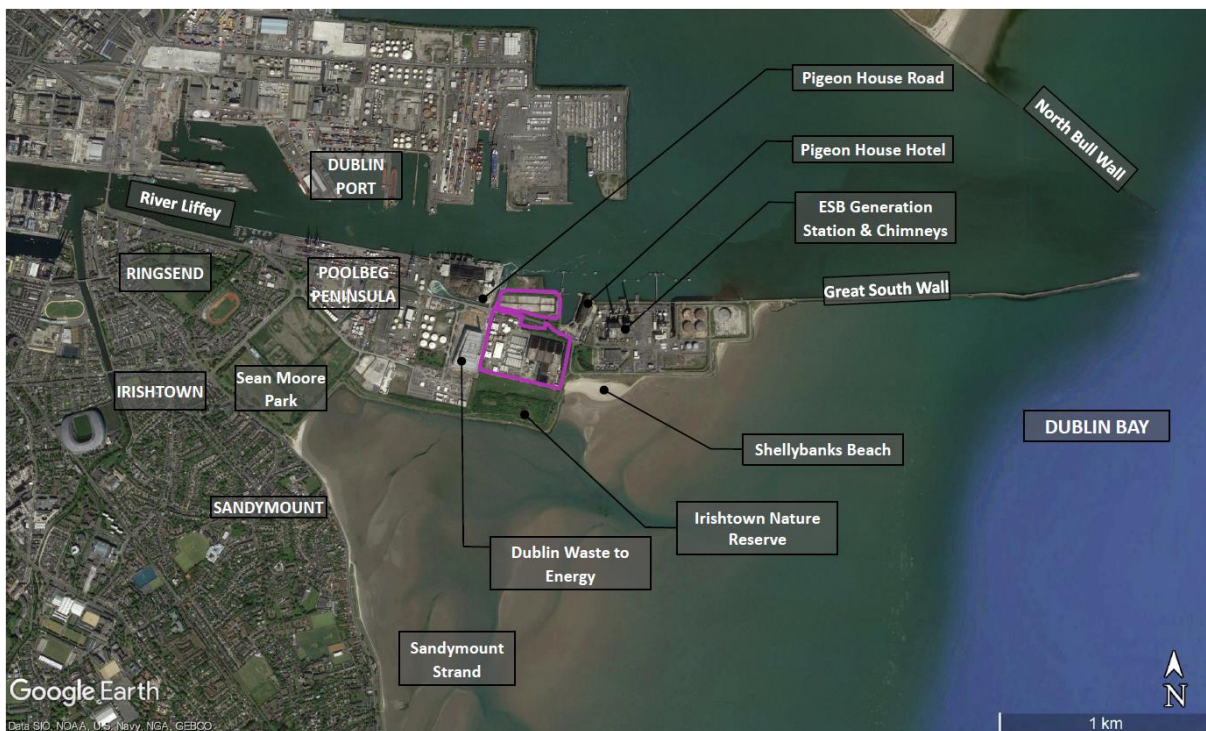 Pigeon House Road
North Bull Wall
Pigeon House Hotel
DUBLIN
PORT
ESB Generation
Station & Chimneys
River Liffey
RINGSEND
POOLBEG
PENINSULA
Great South Wall
Sean Moore
Park
IRISHTOWN
DUBLIN BAY
Shellybanks Beach
SANDYMOUNT
Irishtown Nature
Reserve
Dublin Waste to
Energy
Sandymount
Strand
N
Google Earth
Data SIO, NOAA, U.S. Navy, NGA, GEBCO
1 km